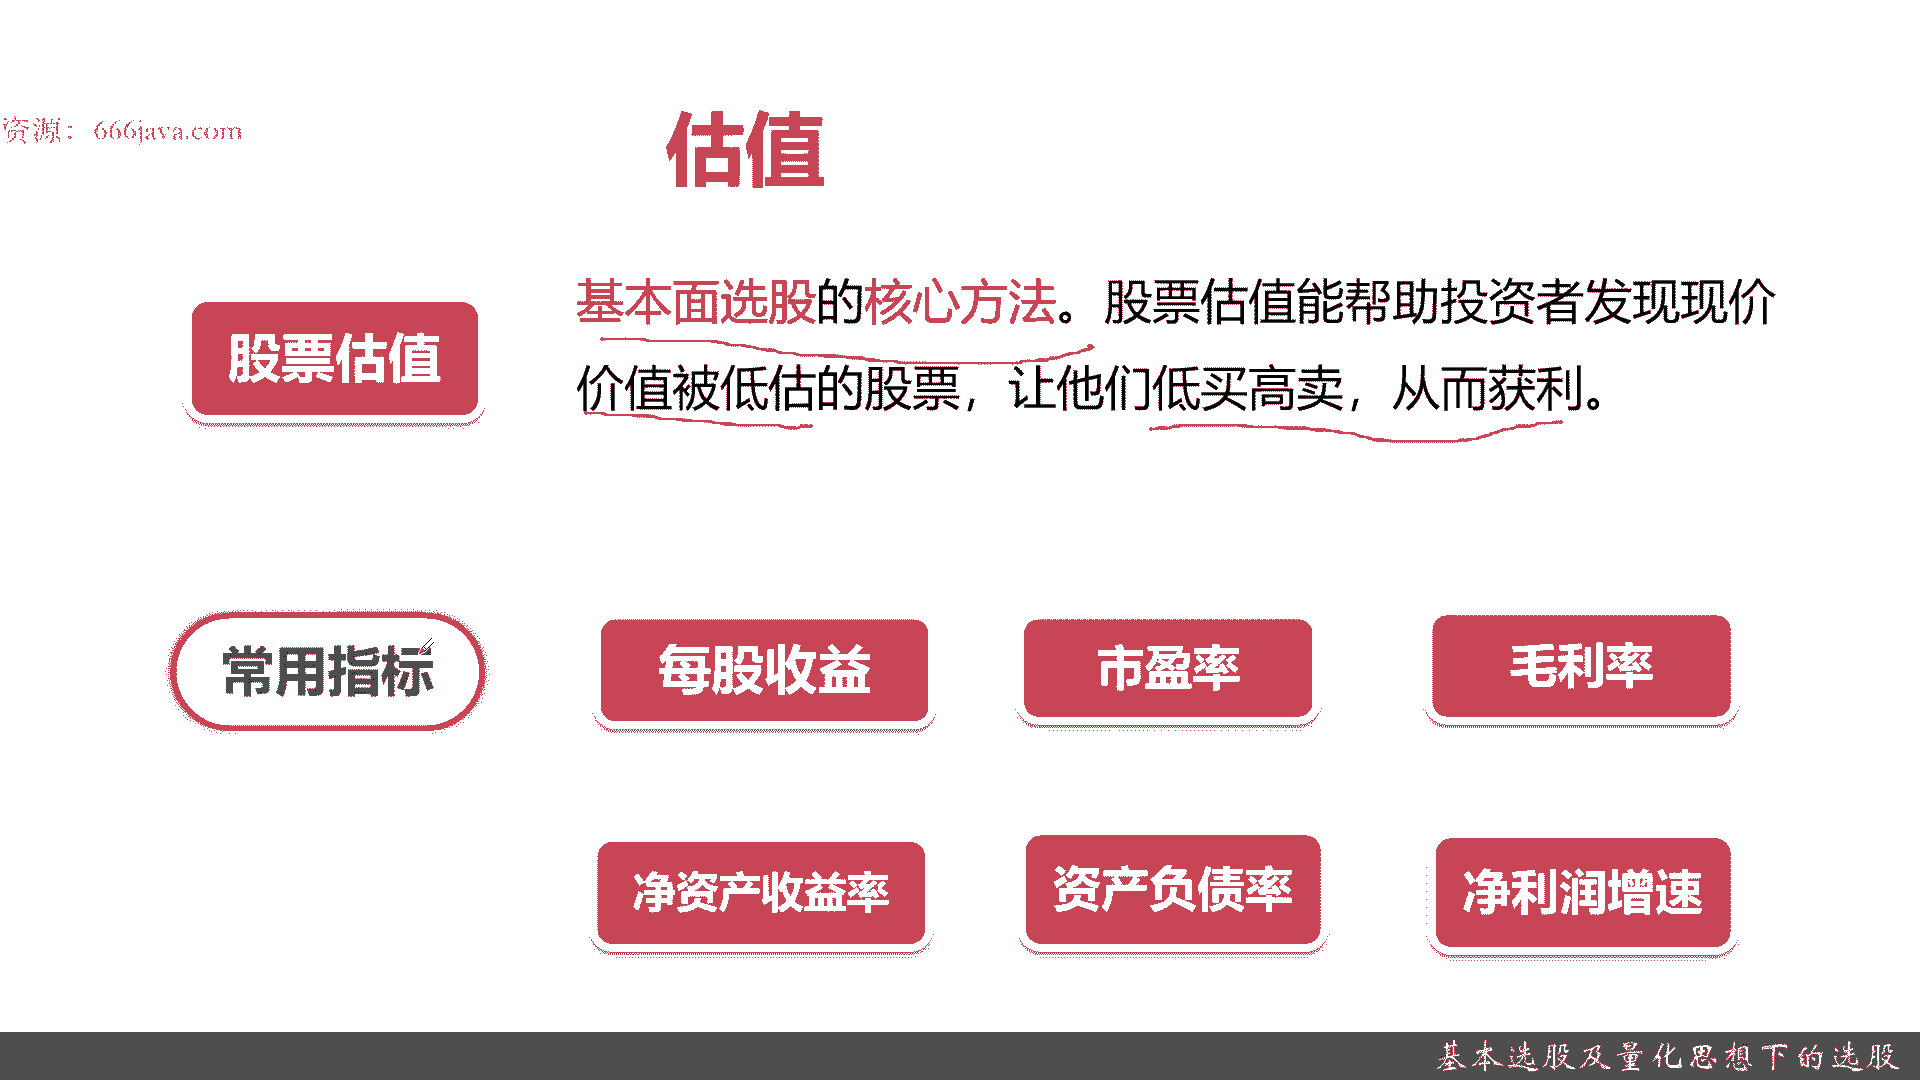 资源：666java.com
估值
股票估值
基本面选股的核心方法。股票估值能帮助投资者发现现价
价值被低估的股票，让他们低买高卖，从而获利。
常用指标
每股收益
市盈率
毛利率
净资产收益率
资产负债率
净利润增速
基本选股及量化思想下的选股